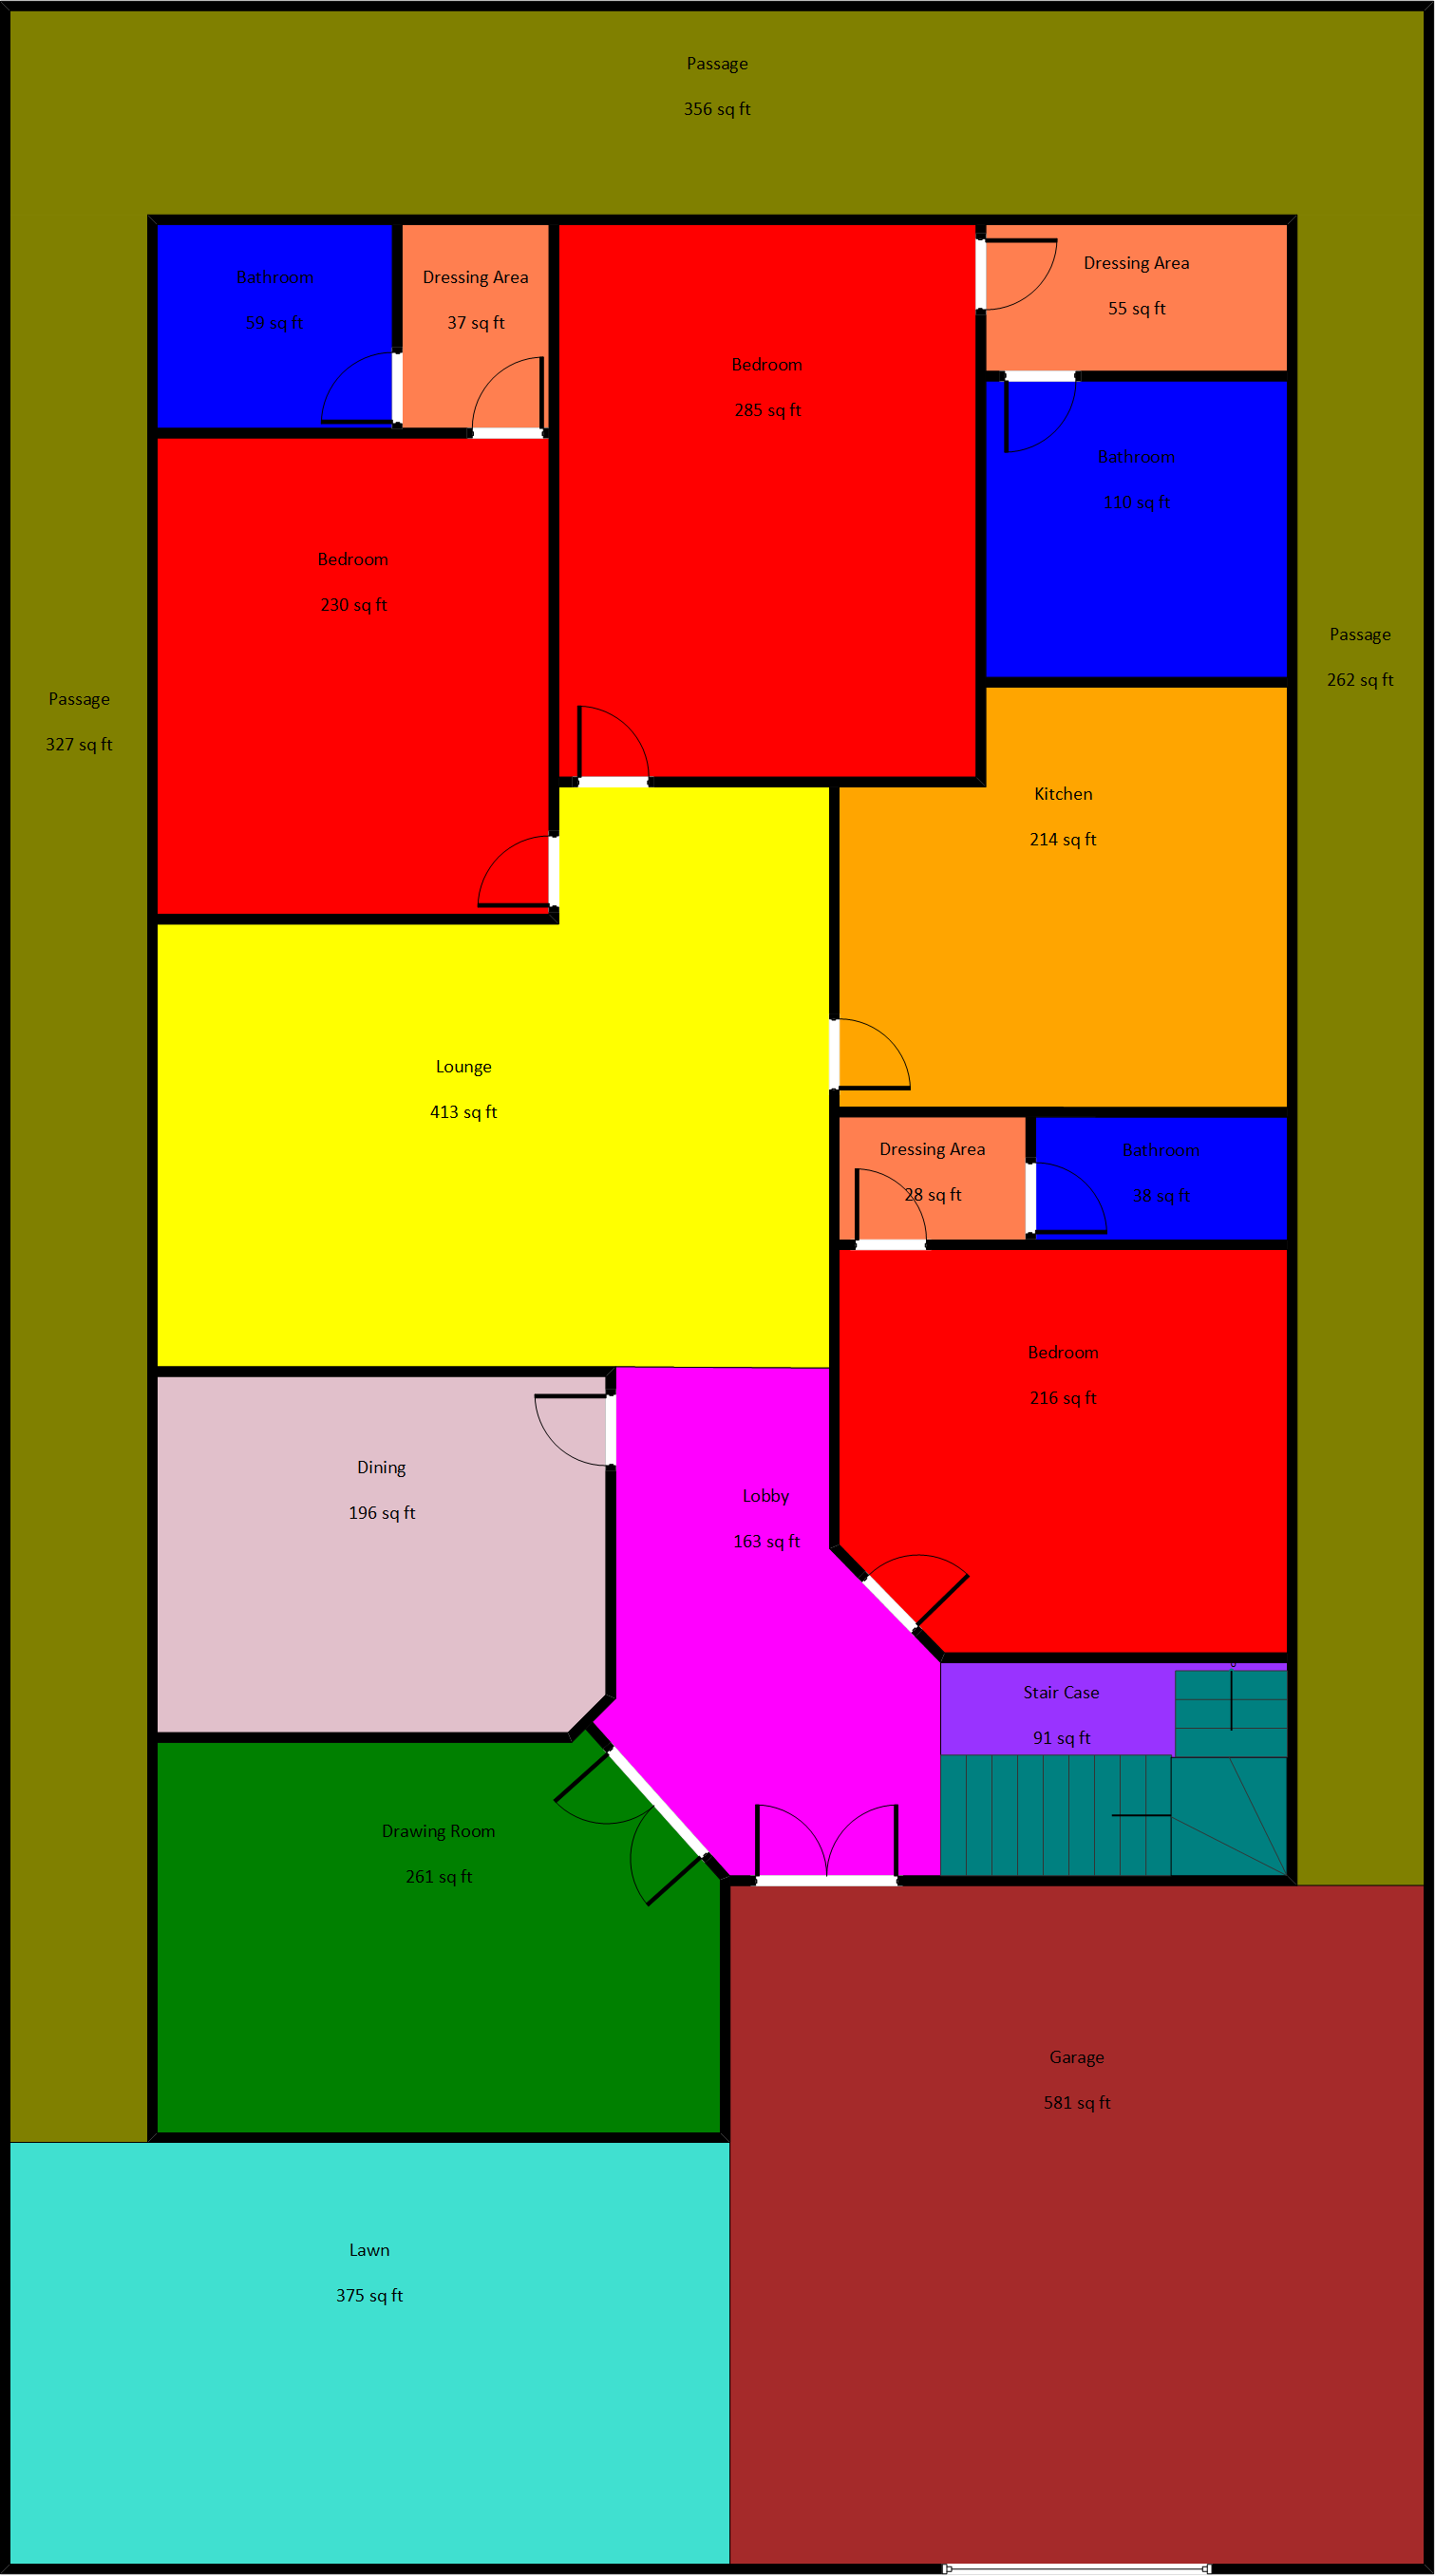 Passage
356 sq ft
Bathroom
59 sq ft
Dressing Area
37 sq ft
Bedroom
285 sq ft
Dressing Area
55 sq ft
Bathroom
110 sq ft
Bedroom
230 sq ft
Passage
327 sq ft
Passage
262 sq ft
Kitchen
214 sq ft
Lounge
413 sq ft
Dressing Area
28 sq ft
Bathroom
38 sq ft
Bedroom
216 sq ft
Dining
196 sq ft
Lobby
163 sq ft
Stair Case
91 sq ft
Drawing Room
261 sq ft
Garage
581 sq ft
Lawn
375 sq ft